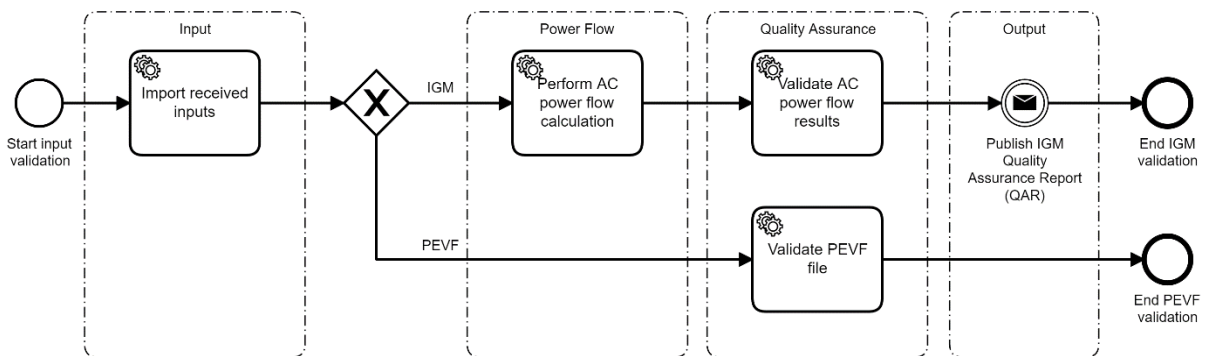 Input
Power Flow
Quality Assurance
Output
Start input
validation
Import received
inputs
IGM
Perform AC
power flow
calculation
Validate AC
power flow
results
Publish IGM
Quality
Assurance Report
(QAR)
End IGM
validation
PEVF
Validate PEVF
file
End PEVF
validation